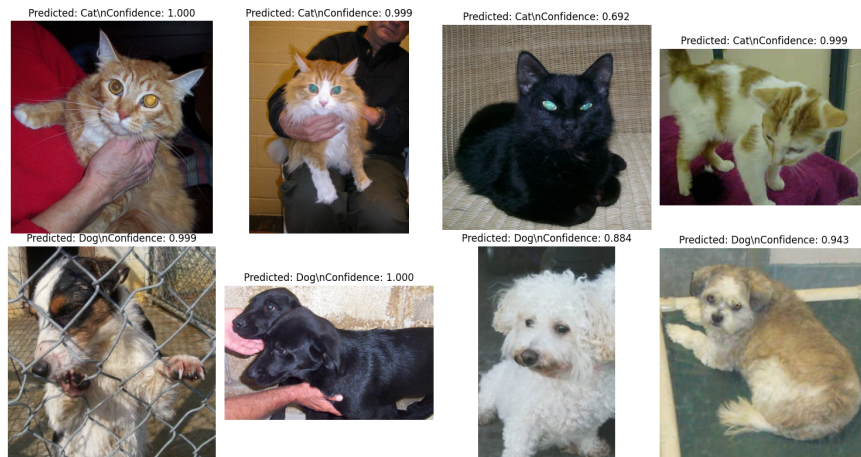 Predicted: Cat\nConfidence: 1.000
Predicted: Cat\nConfidence: 0.999
Predicted: Cat\nConfidence: 0.692
Predicted: Cat\nConfidence: 0.999
Predicted: Dog\nConfidence: 0.999
Predicted: Dog\nConfidence: 1.000
Predicted: Dog\nConfidence: 0.884
Predicted: Dog\nConfidence: 0.943